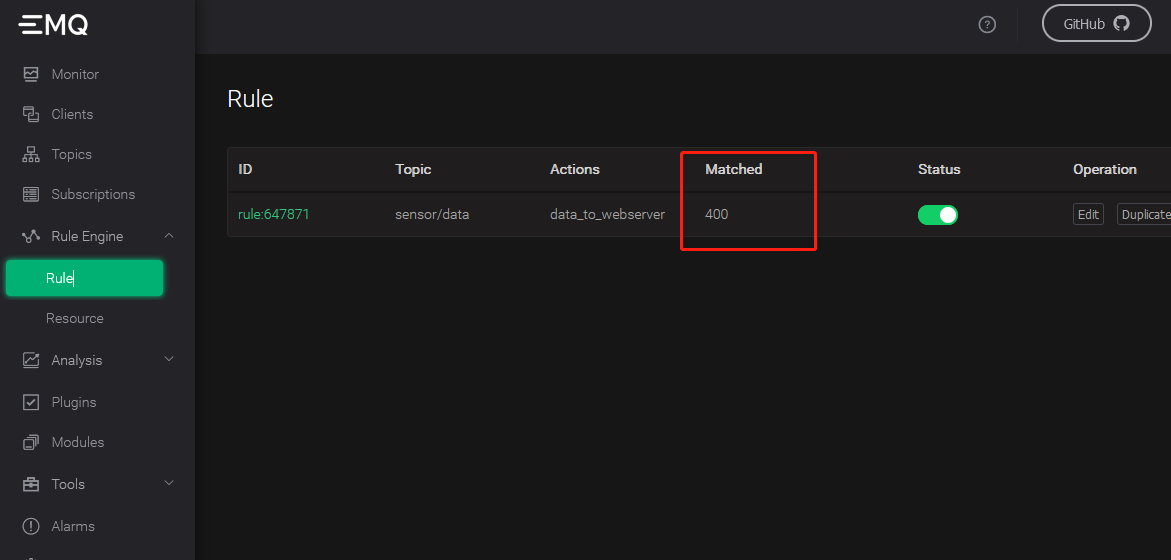 EMQ
GitHub
Monitor
Clients
Topics
Subscriptions
Rule Engine
Rule
Resource
Analysis
Plugins
Modules
Tools
Alarms
Rule
ID Topic Actions Matched Status Operation
rule:647871 sensor/data data_to_webserver 400 Edit Duplicate